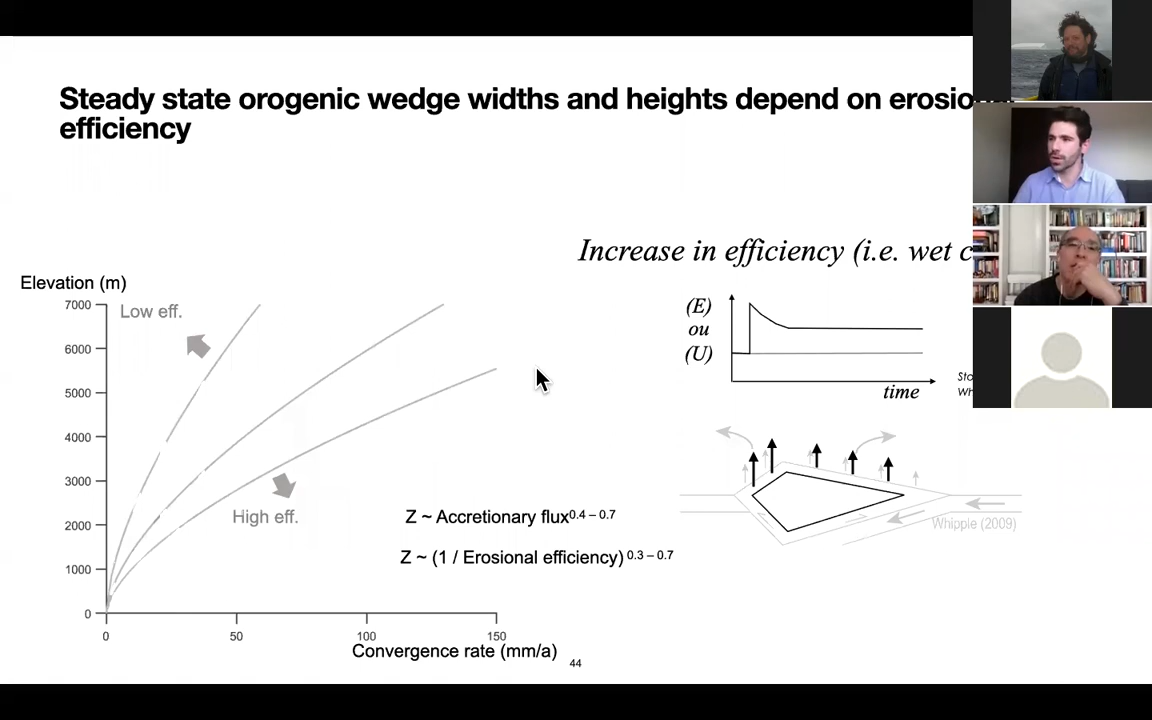 Steady state orogenic wedge widths and heights depend on
efficiency
Increase in efficiency (i.e. wet
Elevation (m)
7000
6000
5000
4000
3000
2000
1000
0
Low eff.
High eff.
0
50
100
150
Convergence rate (mm/a)
Z ~ Accretionary flux0.4 – 0.7
Z ~ (1 / Erosional efficiency) 0.3 – 0.7
(E)
ou
(U)
time
Whipple (2009)
44